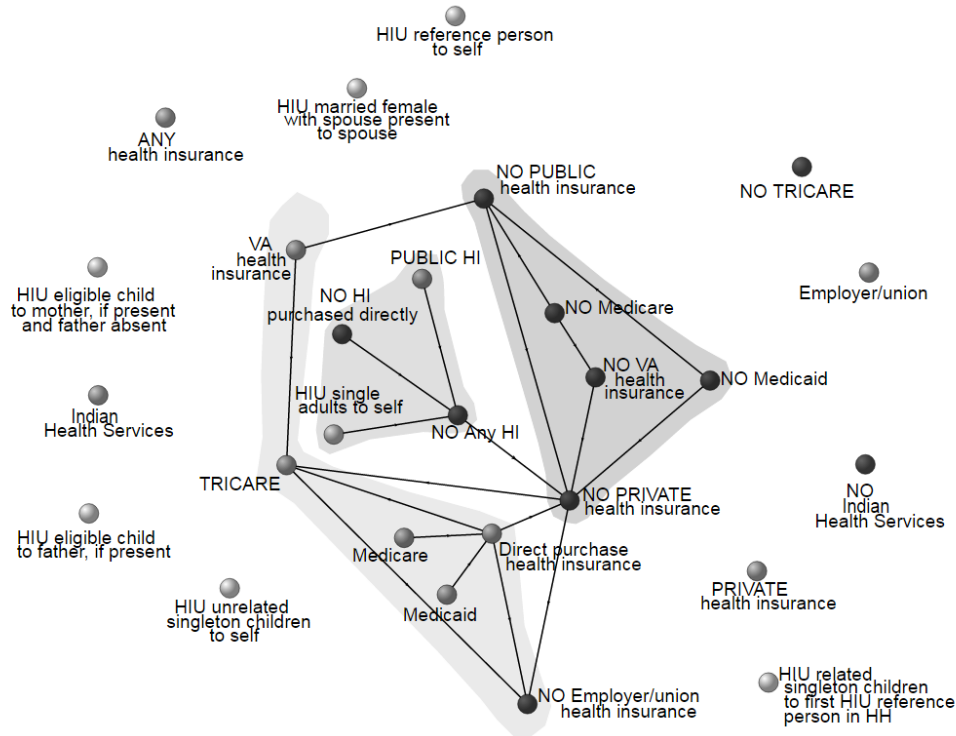 HIU reference person
to self
HIU married female
with spouse present
to spouse
ANY
health insurance
NO PUBLIC
health insurance
NO TRICARE
VA
health
insurance
PUBLIC HI
HIU eligible child
to mother, if present
and father absent
NO HI
purchased directly
Employer/union
NO Medicare
NO VA
health
insurance
NO Medicaid
HIU single
adults to self
NO Any HI
Indian
Health Services
TRICARE
NO PRIVATE
health insurance
NO
Indian
Health Services
HIU eligible child
to father, if present
Medicare
Direct purchase
health insurance
Medicaid
PRIVATE
health insurance
HIU unrelated
singleton children
to self
NO Employer/union
health insurance
HIU related
singleton children
to first HIU reference
person in HH